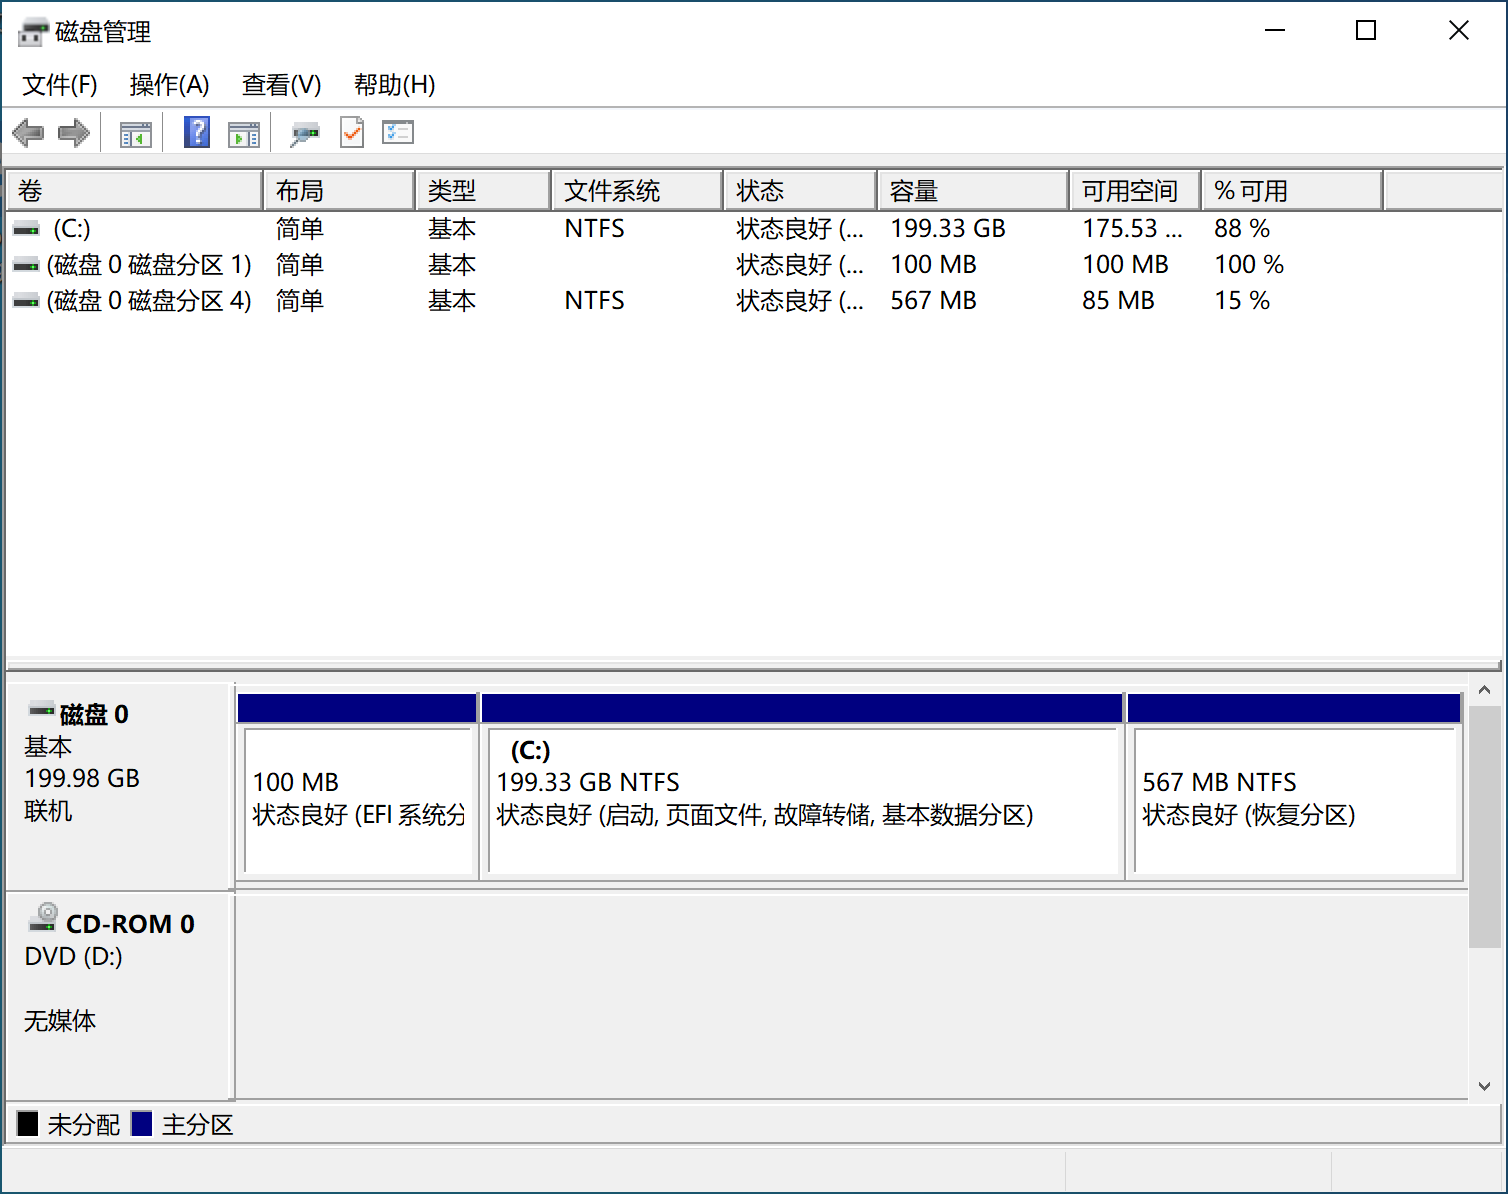 磁盘管理
文件(F) 操作(A) 查看(V) 帮助(H)
卷 布局 类型 文件系统 状态 容量 可用空间 % 可用
(C:) 简单 基本 NTFS 状态良好 (... 199.33 GB 175.53 ... 88 %
(磁盘 0 磁盘分区 1) 简单 基本 状态良好 (... 100 MB 100 MB 100 %
(磁盘 0 磁盘分区 4) 简单 基本 NTFS 状态良好 (... 567 MB 85 MB 15 %
磁盘 0
基本
199.98 GB
联机
100 MB
状态良好 (EFI 系统分
(C:)
199.33 GB NTFS
状态良好 (启动, 页面文件, 故障转储, 基本数据分区)
567 MB NTFS
状态良好 (恢复分区)
CD-ROM 0
DVD (D:)
无媒体
未分配 主分区